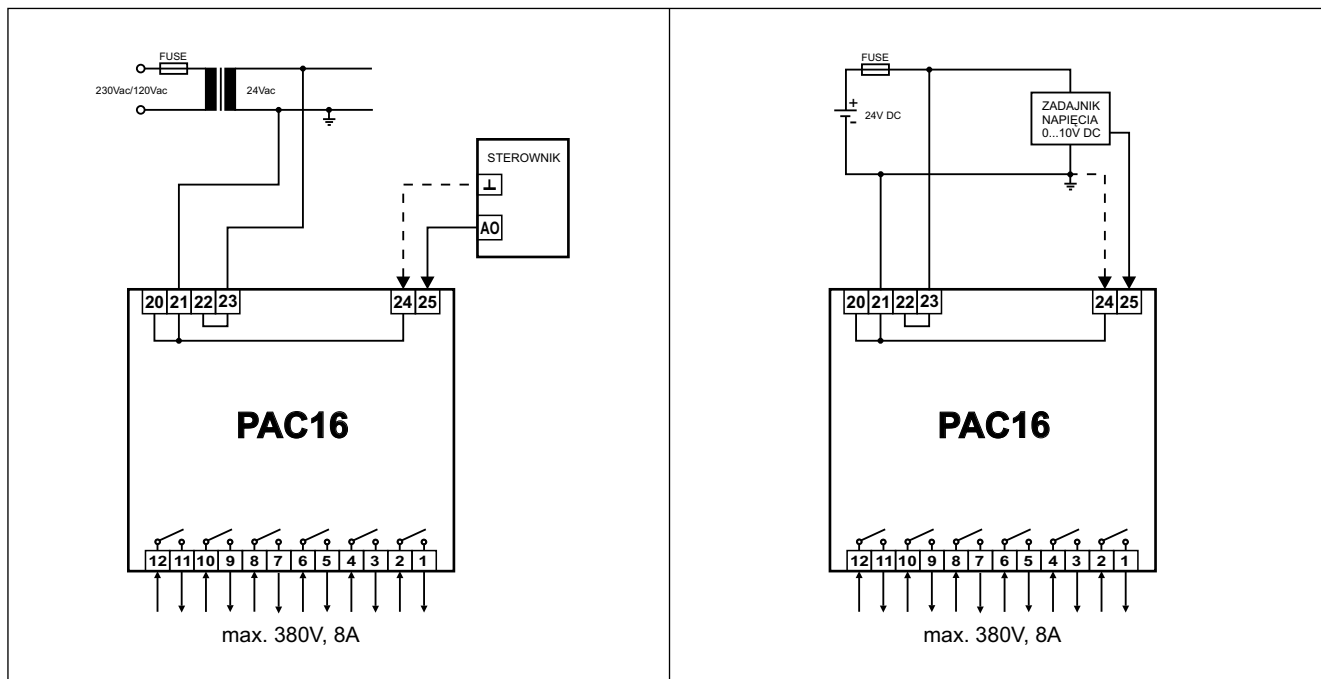 FUSE
230Vac/120Vac
24Vac
STEROWNIK
⊥
AO
20 21 22 23 24 25
PAC16
12 11 10 9 8 7 6 5 4 3 2 1
max. 380V, 8A
FUSE
+
-
24V DC
ZADAJNIK
NAPIĘCIA
0...10V DC
20 21 22 23 24 25
PAC16
12 11 10 9 8 7 6 5 4 3 2 1
max. 380V, 8A